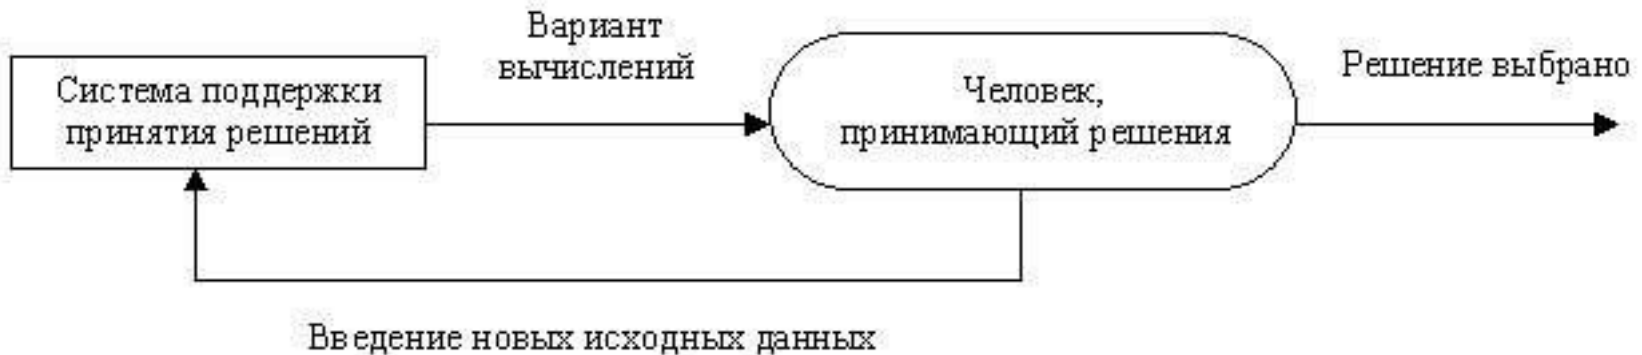 Система поддержки
принятия решений
Вариант
вычислений
Человек,
принимающий решения
Решение выбрано
Введение новых исходных данных